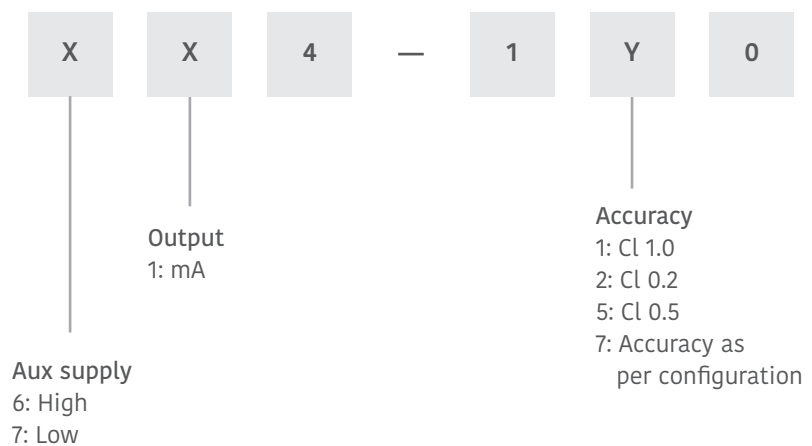 X X 4 — 1 Y 0
Output
1: mA
Accuracy
1: Cl 1.0
2: Cl 0.2
5: Cl 0.5
7: Accuracy as
per configuration
Aux supply
6: High
7: Low